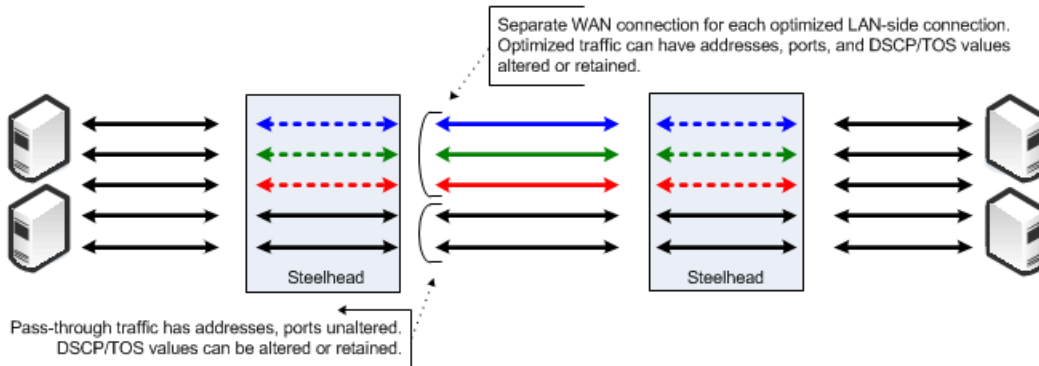 Separate WAN connection for each optimized LAN-side connection.
Optimized traffic can have addresses, ports, and DSCP/TOS values
altered or retained.
Steelhead
Steelhead
Pass-through traffic has addresses, ports unaltered.
DSCP/TOS values can be altered or retained.